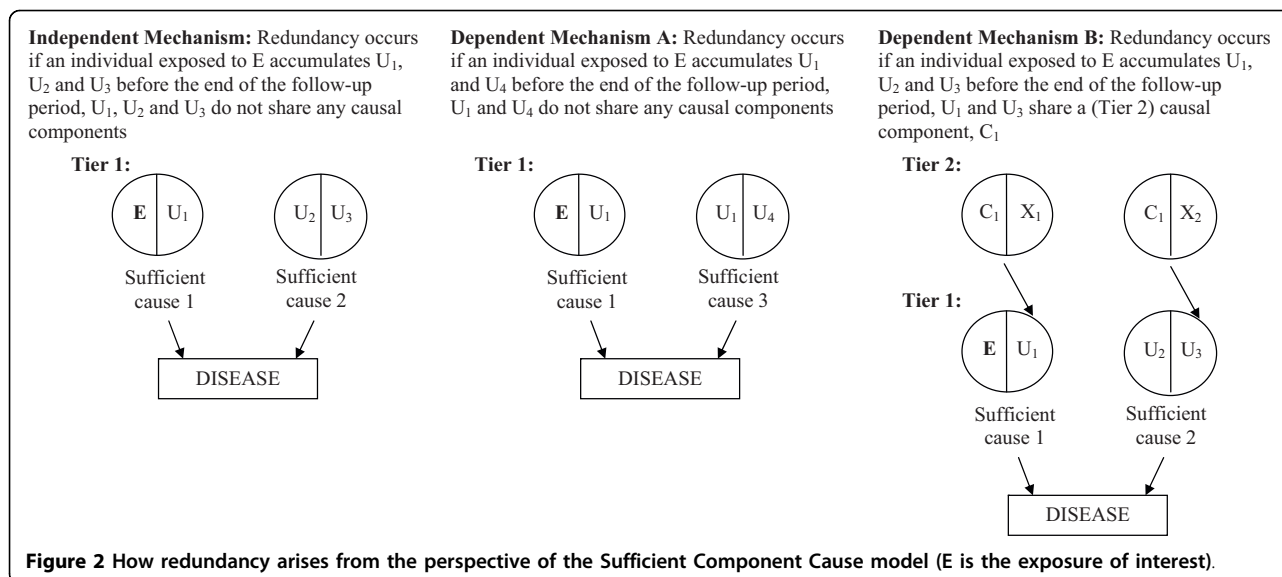 Independent Mechanism: Redundancy occurs
if an individual exposed to E accumulates U1,
U2 and U3 before the end of the follow-up
period, U1, U2 and U3 do not share any causal
components
Tier 1:
E U1
U2 U3
Sufficient
cause 1
Sufficient
cause 2
DISEASE
Dependent Mechanism A: Redundancy occurs
if an individual exposed to E accumulates U1
and U4 before the end of the follow-up period,
U1 and U4 do not share any causal components
Tier 1:
E U1
U1 U4
Sufficient
cause 1
Sufficient
cause 3
DISEASE
Dependent Mechanism B: Redundancy occurs
if an individual exposed to E accumulates U1,
U2 and U3 before the end of the follow-up
period, U1 and U3 share a (Tier 2) causal
component, C1
Tier 2:
C1 X1
C1 X2
Tier 1:
E U1
U2 U3
Sufficient
cause 1
Sufficient
cause 2
DISEASE
Figure 2 How redundancy arises from the perspective of the Sufficient Component Cause model (E is the exposure of interest).